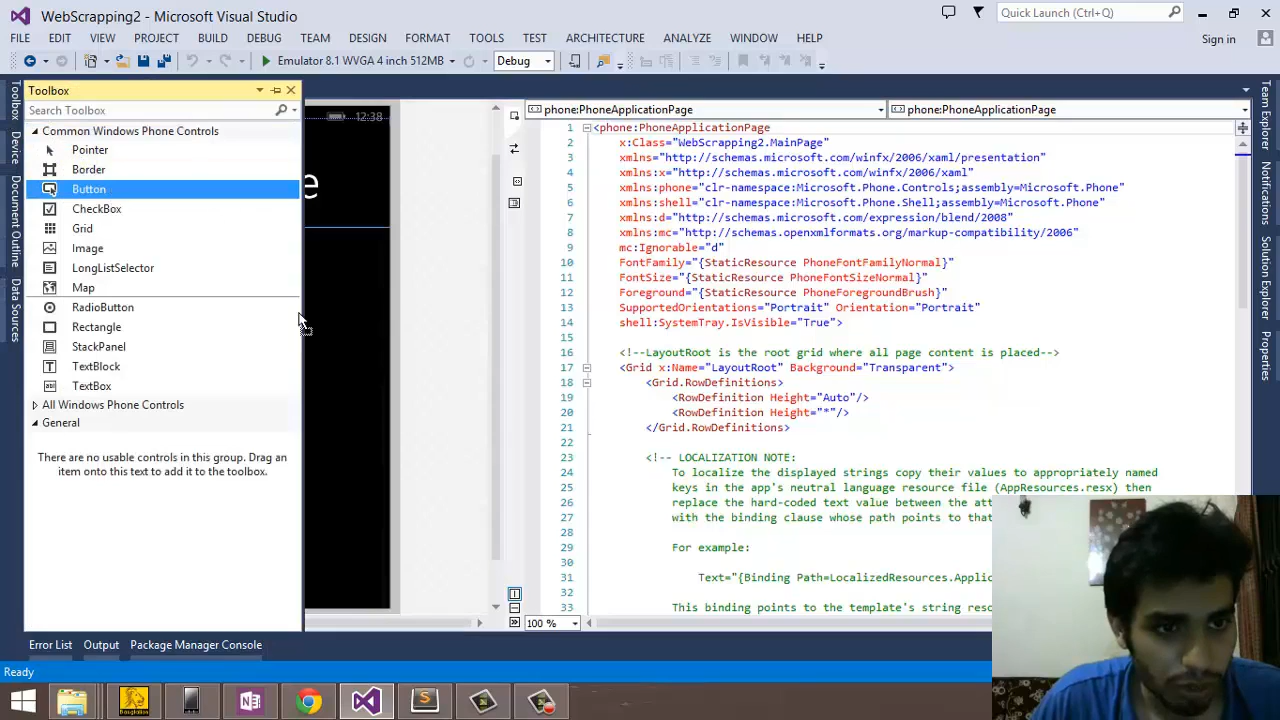 WebScrapping2 - Microsoft Visual Studio
Quick Launch (Ctrl+Q)
FILE EDIT VIEW PROJECT BUILD DEBUG TEAM DESIGN FORMAT TOOLS TEST ARCHITECTURE ANALYZE WINDOW HELP
Sign in
Emulator 8.1 WVGA 4 inch 512MB
Debug
Toolbox
Device
Document Outline
Data Sources
Toolbox
Search Toolbox
Common Windows Phone Controls
Pointer
Border
Button
CheckBox
Grid
Image
LongListSelector
Map
RadioButton
Rectangle
StackPanel
TextBlock
TextBox
All Windows Phone Controls
General
There are no usable controls in this group. Drag an
item onto this text to add it to the toolbox.
12:38
e
phone:PhoneApplicationPage
phone:PhoneApplicationPage
1 <phone:PhoneApplicationPage
2 x:Class="WebScrapping2.MainPage"
3 xmlns="http://schemas.microsoft.com/winfx/2006/xaml/presentation"
4 xmlns:x="http://schemas.microsoft.com/winfx/2006/xaml"
5 xmlns:phone="clr-namespace:Microsoft.Phone.Controls;assembly=Microsoft.Phone"
6 xmlns:shell="clr-namespace:Microsoft.Phone.Shell;assembly=Microsoft.Phone"
7 xmlns:d="http://schemas.microsoft.com/expression/blend/2008"
8 xmlns:mc="http://schemas.openxmlformats.org/markup-compatibility/2006"
9 mc:Ignorable="d"
10 FontFamily="{StaticResource PhoneFontFamilyNormal}"
11 FontSize="{StaticResource PhoneFontSizeNormal}"
12 Foreground="{StaticResource PhoneForegroundBrush}"
13 SupportedOrientations="Portrait" Orientation="Portrait"
14 shell:SystemTray.IsVisible="True">
15
16 <!--LayoutRoot is the root grid where all page content is placed-->
17 <Grid x:Name="LayoutRoot" Background="Transparent">
18 <Grid.RowDefinitions>
19 <RowDefinition Height="Auto"/>
20 <RowDefinition Height="*"/>
21 </Grid.RowDefinitions>
22
23 <!-- LOCALIZATION NOTE:
24 To localize the displayed strings copy their values to appropriately named
25 keys in the app's neutral language resource file (AppResources.resx) then
26 replace the hard-coded text value between the att
27 with the binding clause whose path points to that
28
29 For example:
30
31 Text="{Binding Path=LocalizedResources.Applic
32
33 This binding points to the template's string reso
100 %
Team Explorer
Notifications
Solution Explorer
Properties
Error List Output Package Manager Console
Ready